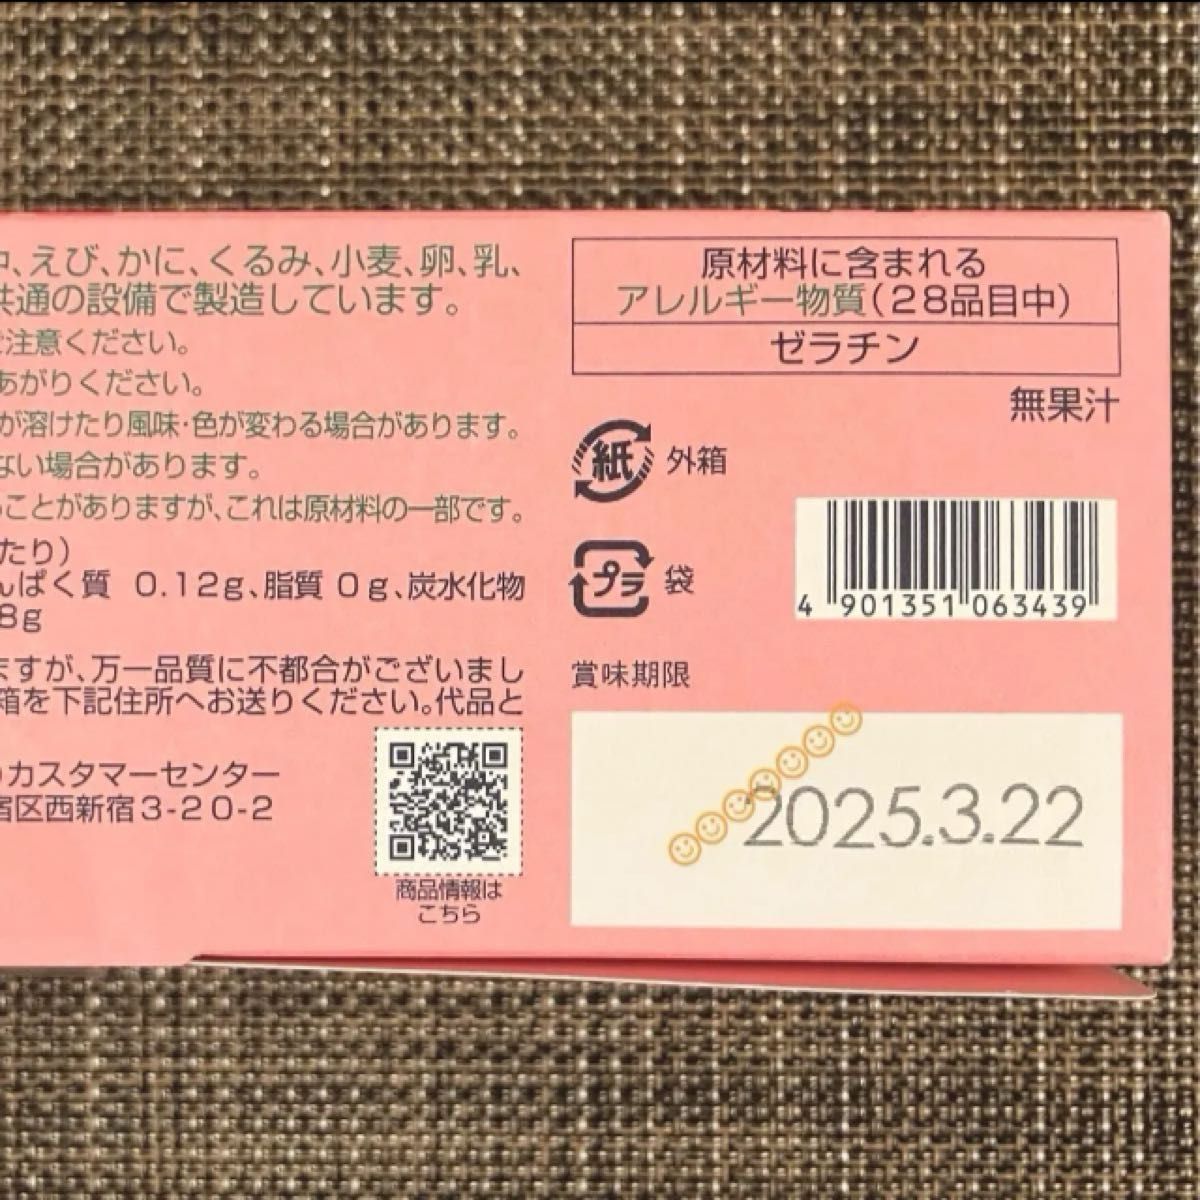 、えび、かに、くるみ、小麦、卵、乳、
共通の設備で製造しています。
ご注意ください。
あがりください。
が溶けたり風味・色が変わる場合があります。
ない場合があります。
ることがありますが、これは原材料の一部です。
たり）
んぱく質 0.12g、脂質 0g、炭水化物
8g
ますが、万一品質に不都合がございまし
箱を下記住所へお送りください。代品と
カスタマーセンター
宿区西新宿3-20-2
商品情報は
こちら
原材料に含まれる
アレルギー物質（28品目中）
ゼラチン
無果汁
紙 外箱
プラ 袋
4 901351 063439
賞味期限
2025.3.22